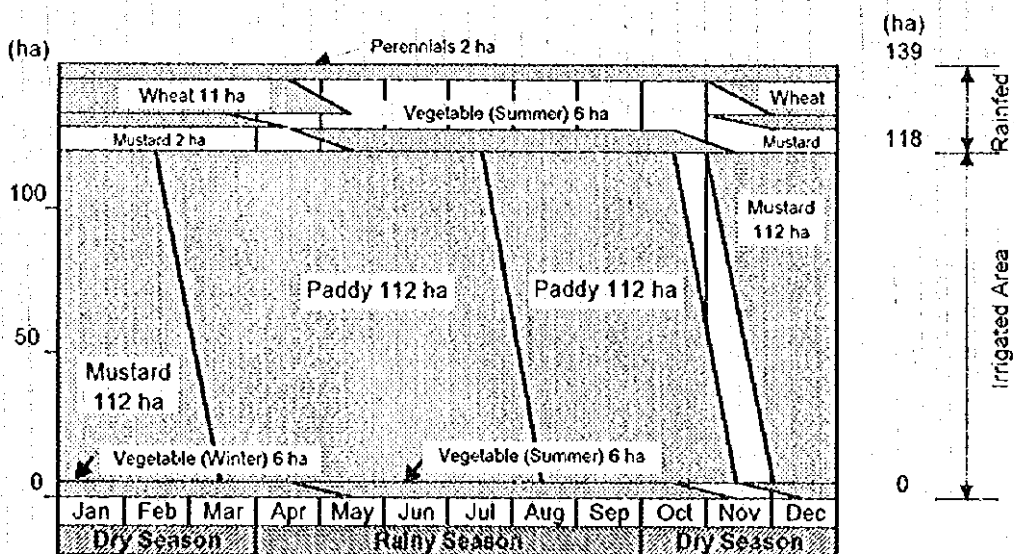 (ha)
Perennials 2 ha
Wheat 11 ha
Vegetable (Summer) 6 ha
Wheat
Mustard 2 ha
Mustard
100
Mustard
112 ha
Paddy 112 ha
Paddy 112 ha
50
Mustard
112 ha
Vegetable (Winter) 6 ha
Vegetable (Summer) 6 ha
0
Jan Feb Mar Apr May Jun Jul Aug Sep Oct Nov Dec
Dry Season Rainy Season Dry Season
(ha)
139
Rainfed
118
Irrigated Area
0